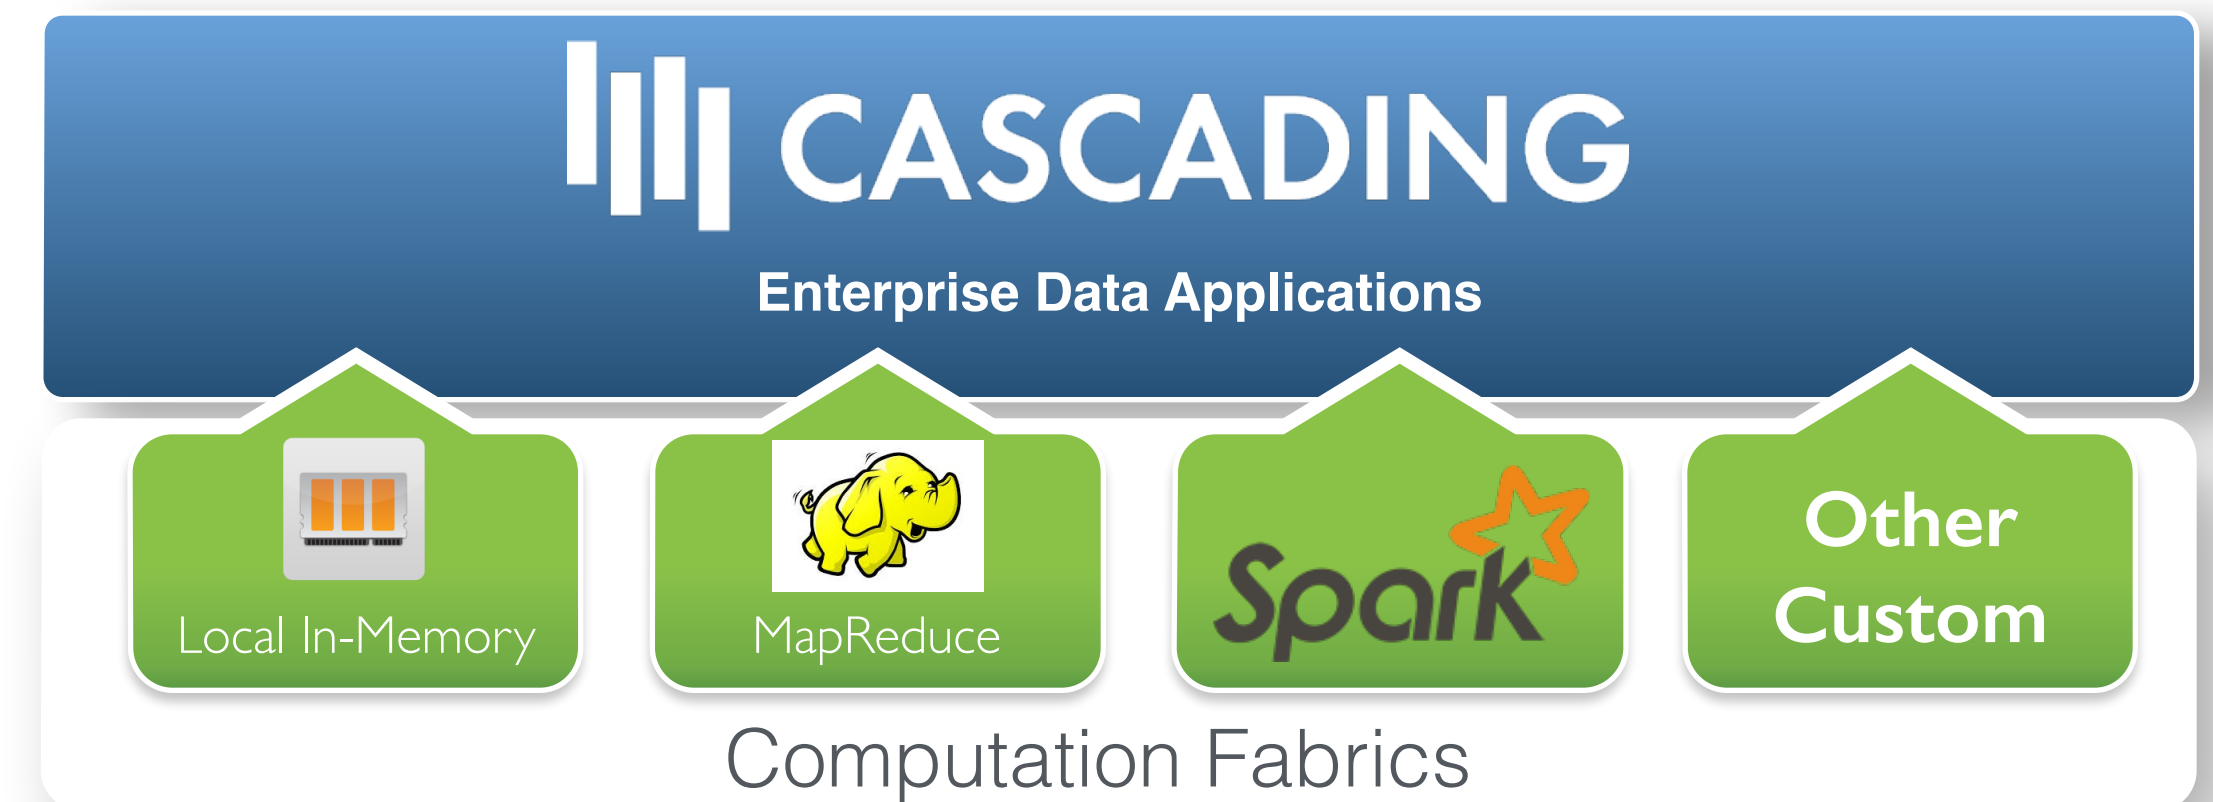 CASCADING
Enterprise Data Applications
Local In-Memory
MapReduce
Spark
Other
Custom
Computation Fabrics